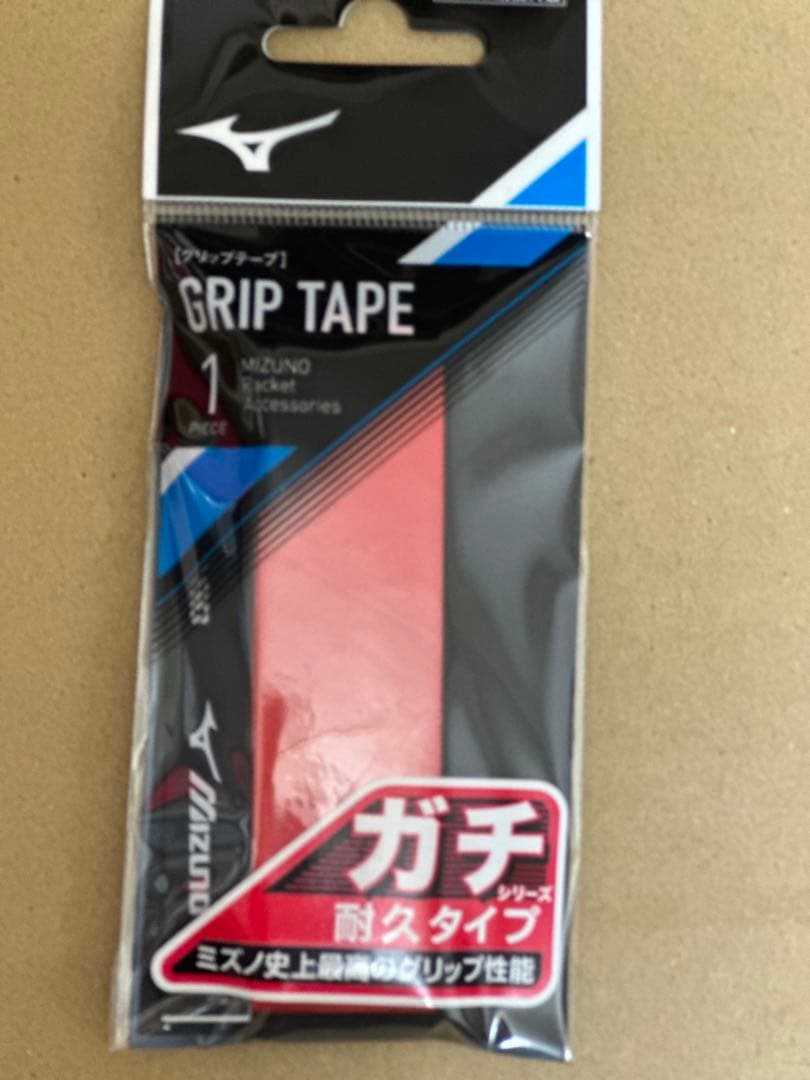 [グリップテープ]
GRIP TAPE
1
PIECE
MIZUNO
Racket
Accessories
MIZUNO
ガチ
シリーズ
耐久タイプ
ミズノ史上最高のグリップ性能